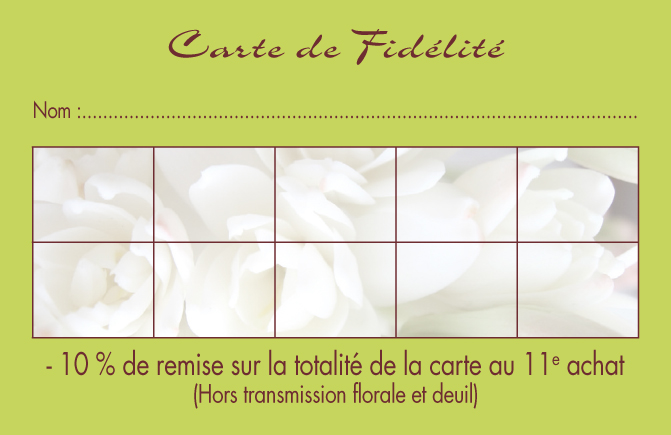 Carte de Fidélité
Nom :....................................................................................................
- 10 % de remise sur la totalité de la carte au 11e achat
(Hors transmission florale et deuil)